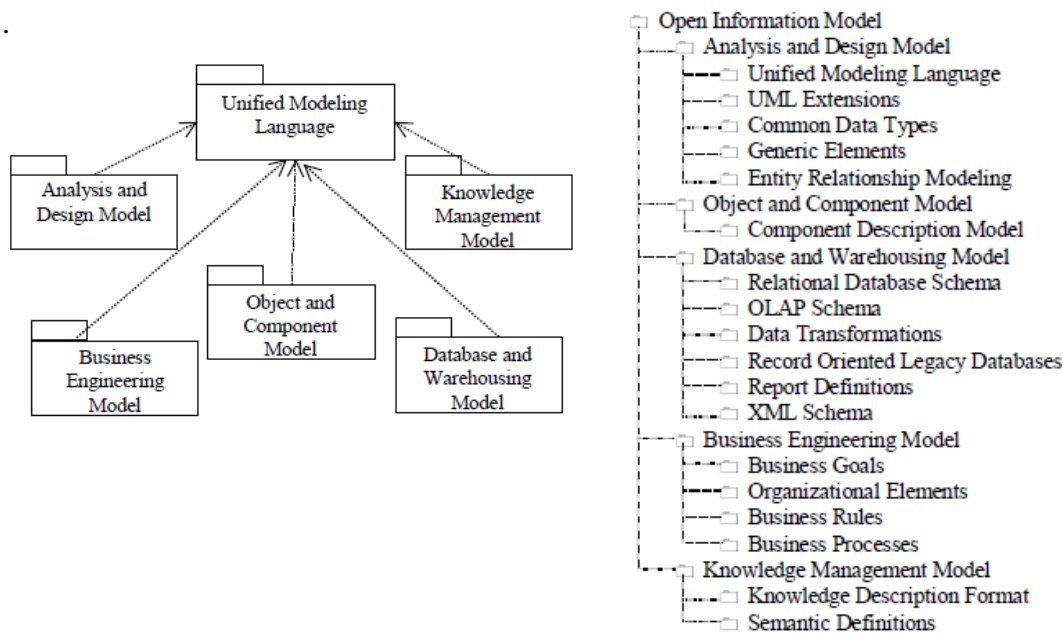 .
Unified Modeling
Language
Analysis and
Design Model
Knowledge
Management
Model
Object and
Component
Model
Business
Engineering
Model
Database and
Warehousing
Model
Open Information Model
Analysis and Design Model
Unified Modeling Language
UML Extensions
Common Data Types
Generic Elements
Entity Relationship Modeling
Object and Component Model
Component Description Model
Database and Warehousing Model
Relational Database Schema
OLAP Schema
Data Transformations
Record Oriented Legacy Databases
Report Definitions
XML Schema
Business Engineering Model
Business Goals
Organizational Elements
Business Rules
Business Processes
Knowledge Management Model
Knowledge Description Format
Semantic Definitions